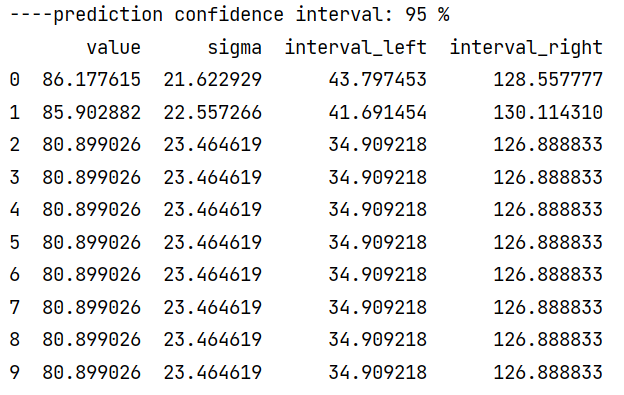 ----prediction confidence interval: 95 %
value sigma interval_left interval_right
0 86.177615 21.622929 43.797453 128.557777
1 85.902882 22.557266 41.691454 130.114310
2 80.899026 23.464619 34.909218 126.888833
3 80.899026 23.464619 34.909218 126.888833
4 80.899026 23.464619 34.909218 126.888833
5 80.899026 23.464619 34.909218 126.888833
6 80.899026 23.464619 34.909218 126.888833
7 80.899026 23.464619 34.909218 126.888833
8 80.899026 23.464619 34.909218 126.888833
9 80.899026 23.464619 34.909218 126.888833